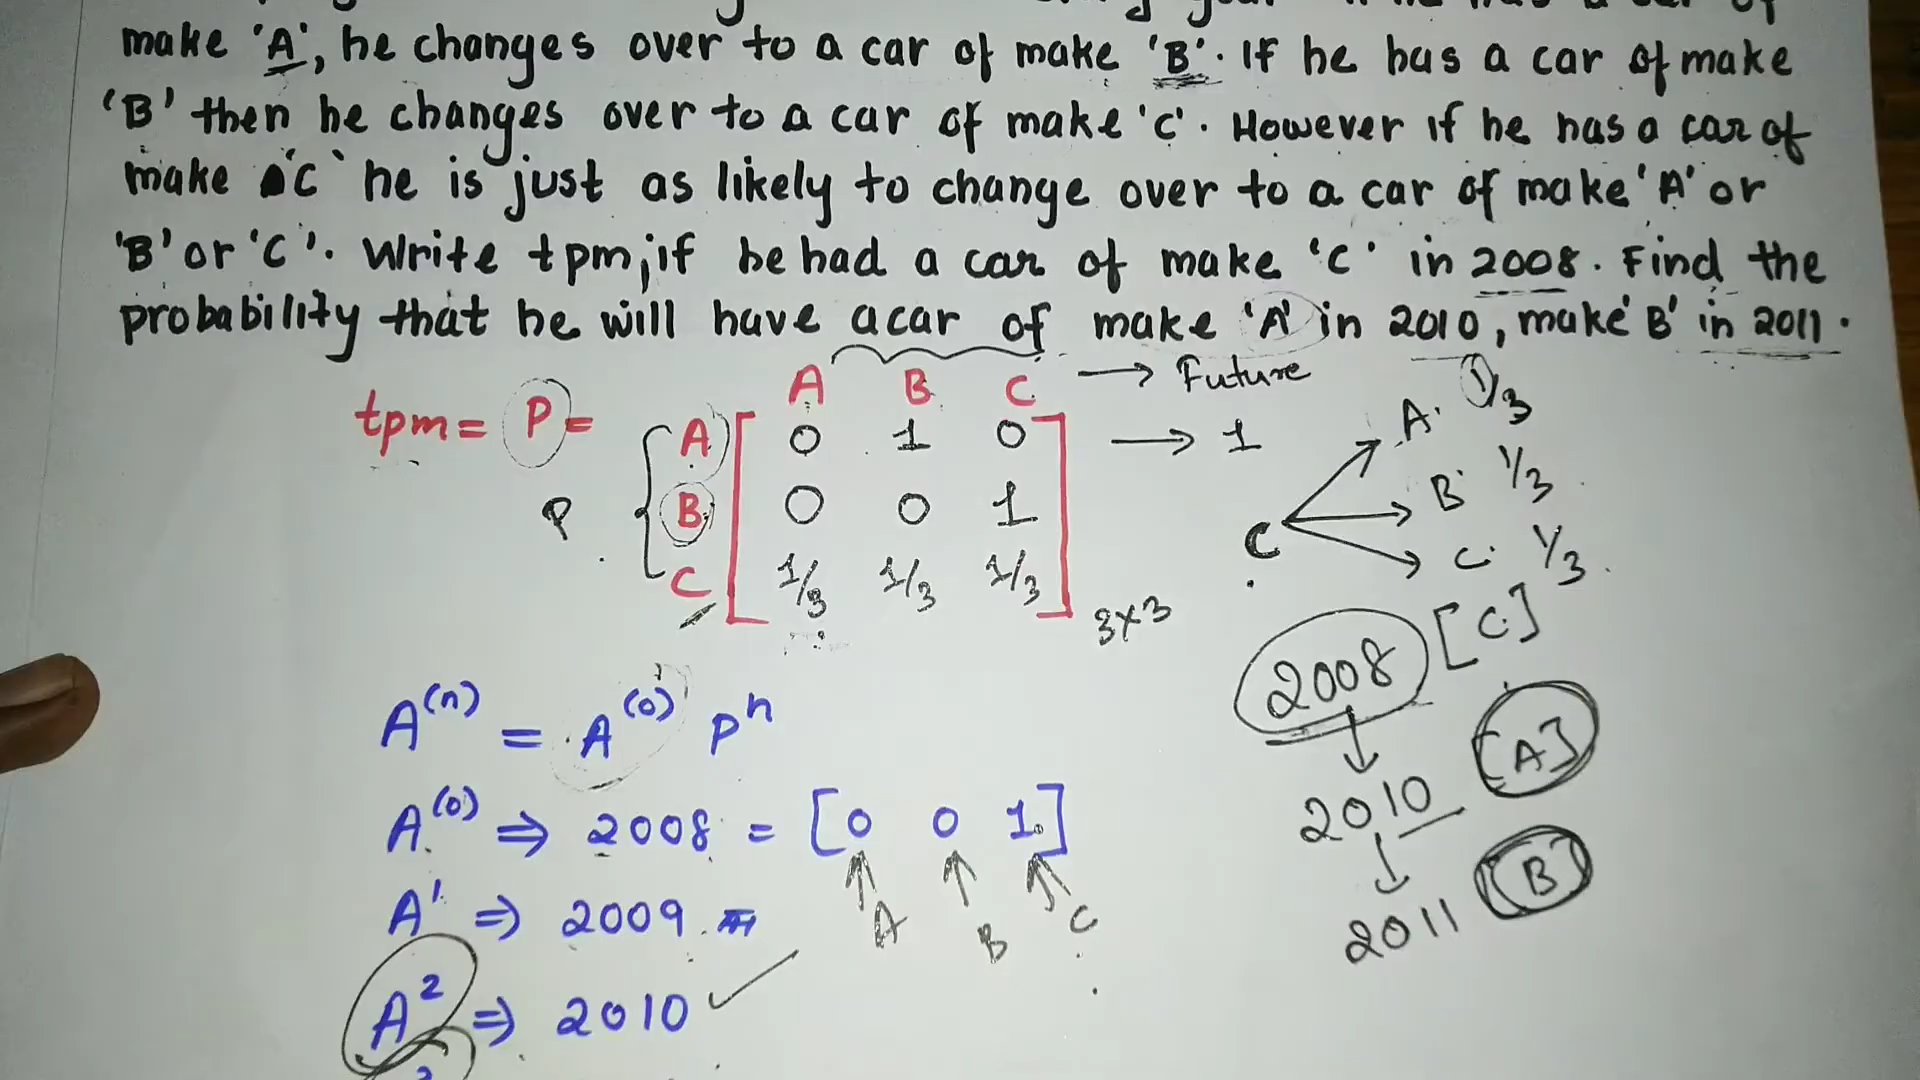 make 'A', he changes over to a car of make 'B'. If he has a car of make
'B' then he changes over to a car of make 'C'. However if he has a car of
make 'C' he is just as likely to change over to a car of make 'A' or
'B' or 'C'. Write tpm, if he had a car of make 'C' in 2008. Find the
probability that he will have a car of make 'A' in 2010, make 'B' in 2011.
A B C → Future
tpm = P =
P
A [ 0 1 0 ] → 1
B [ 0 0 1 ]
C [ 1/3 1/3 1/3 ] 3x3
C
A. 1/3
B 1/3
C 1/3
2008 [C]
2010 [A]
2011 [B]
A(n) = A(0) Pn
A(0) ⇒ 2008 = [0 0 1]
A B C
A1 ⇒ 2009
A2 ⇒ 2010 ✓